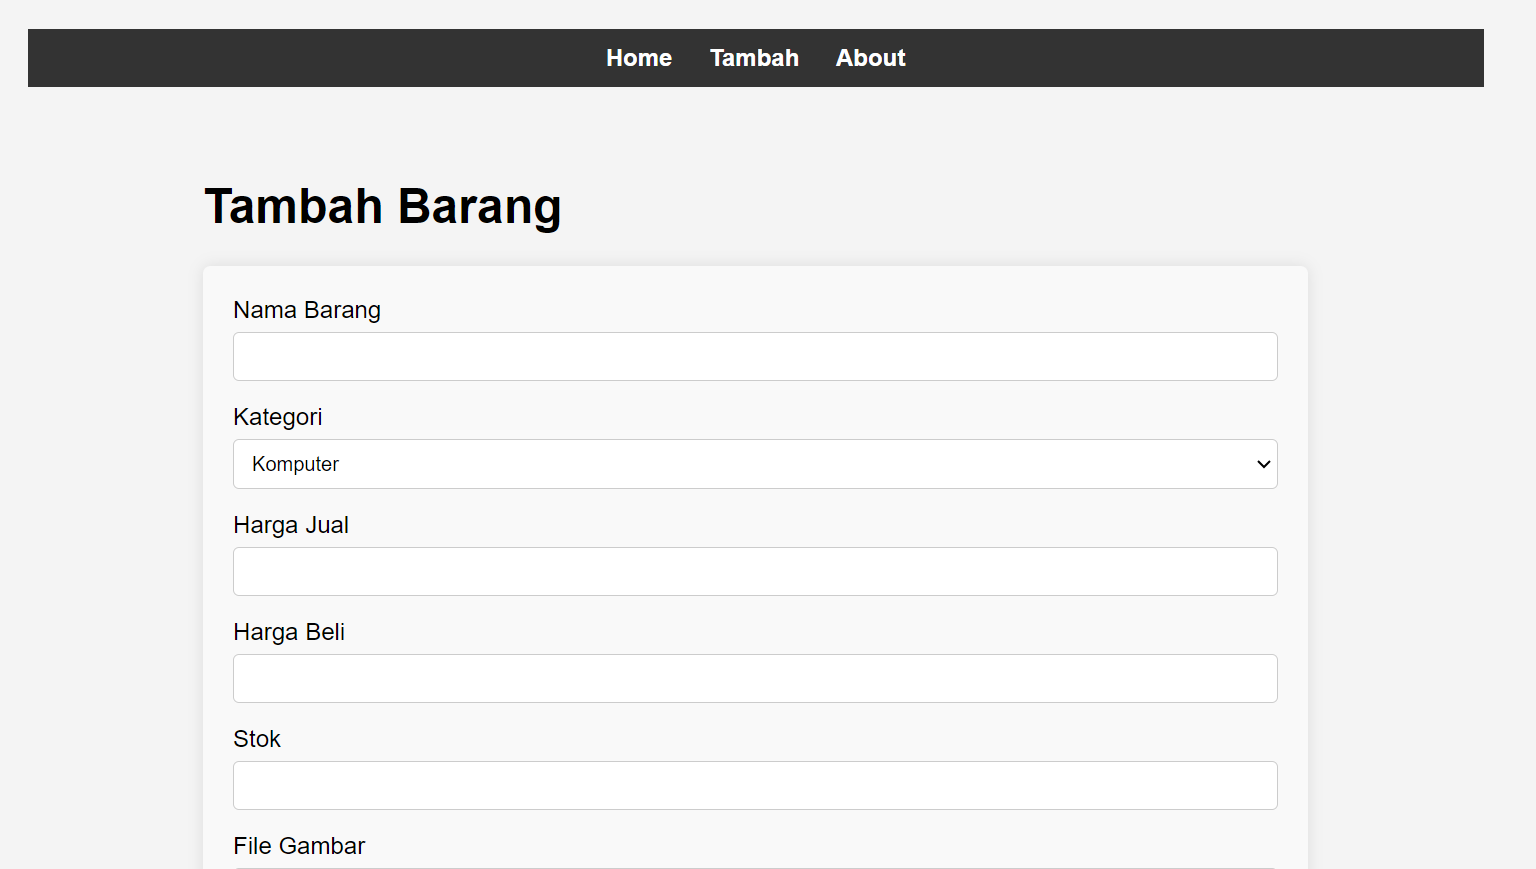 Home Tambah About
Tambah Barang
Nama Barang
Kategori
Komputer
Harga Jual
Harga Beli
Stok
File Gambar